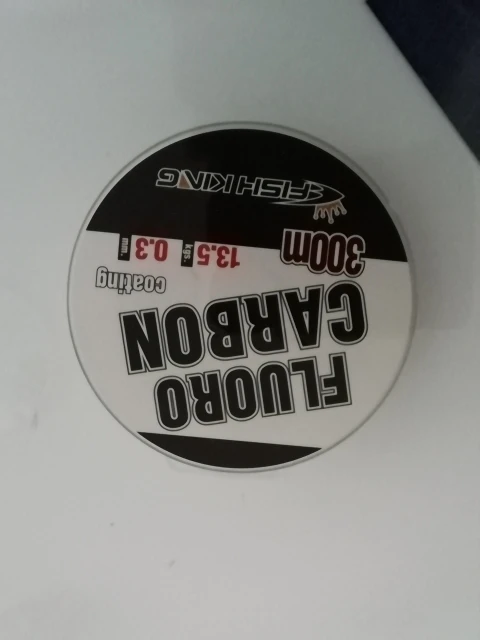 FLUORO
CARBON
coating
300m 13.5 kgs. 0.3 mm.
FISH KING